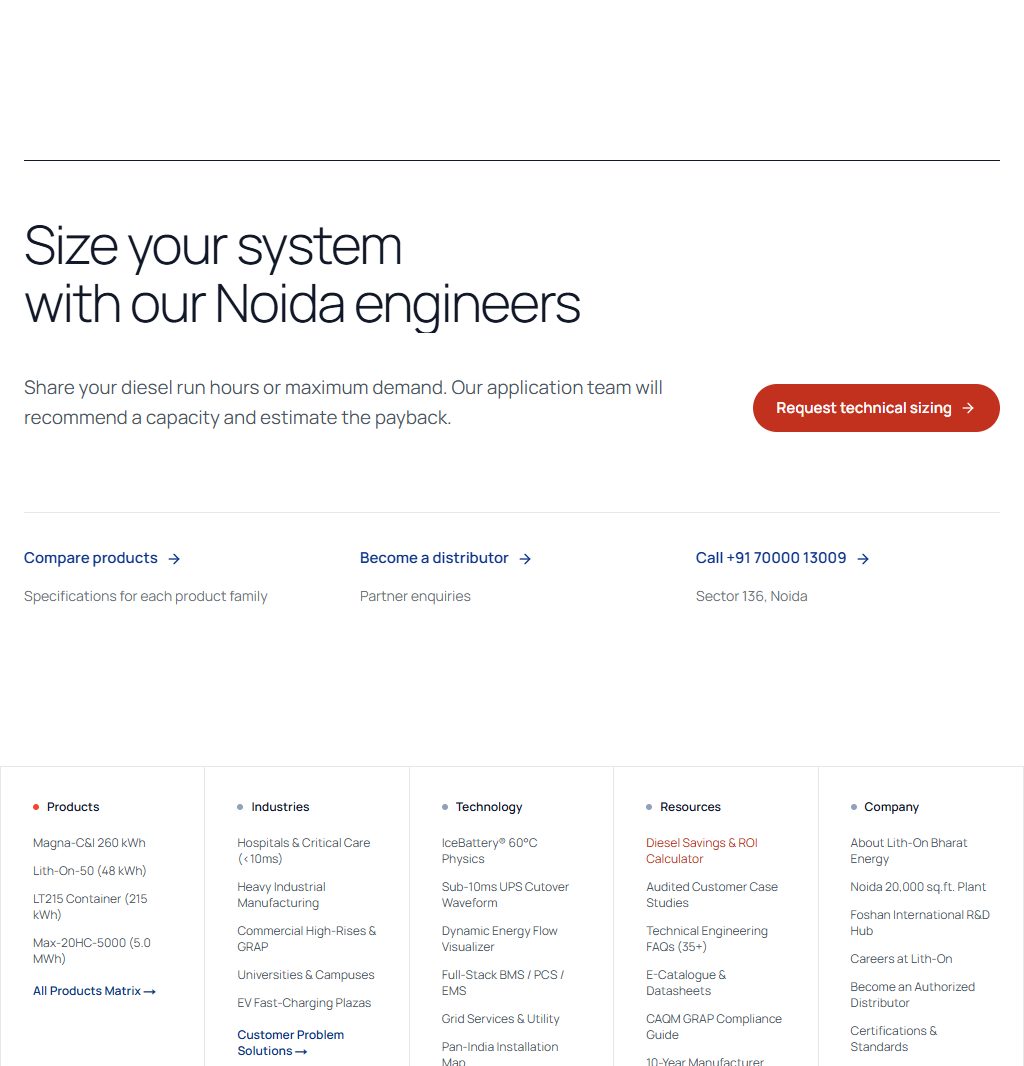 Size your system
with our Noida engineers
Share your diesel run hours or maximum demand. Our application team will
recommend a capacity and estimate the payback.
Request technical sizing →
Compare products →
Specifications for each product family
Become a distributor →
Partner enquiries
Call +91 70000 13009 →
Sector 136, Noida
Products
Magna-C&I 260 kWh
Lith-On-50 (48 kWh)
LT215 Container (215
kWh)
Max-20HC-5000 (5.0
MWh)
All Products Matrix →
Industries
Hospitals & Critical Care
(<10ms)
Heavy Industrial
Manufacturing
Commercial High-Rises &
GRAP
Universities & Campuses
EV Fast-Charging Plazas
Customer Problem
Solutions →
Technology
IceBattery® 60°C
Physics
Sub-10ms UPS Cutover
Waveform
Dynamic Energy Flow
Visualizer
Full-Stack BMS / PCS /
EMS
Grid Services & Utility
Pan-India Installation
Map
Resources
Diesel Savings & ROI
Calculator
Audited Customer Case
Studies
Technical Engineering
FAQs (35+)
E-Catalogue &
Datasheets
CAQM GRAP Compliance
Guide
10-Year Manufacturer
Company
About Lith-On Bharat
Energy
Noida 20,000 sq.ft. Plant
Foshan International R&D
Hub
Careers at Lith-On
Become an Authorized
Distributor
Certifications &
Standards